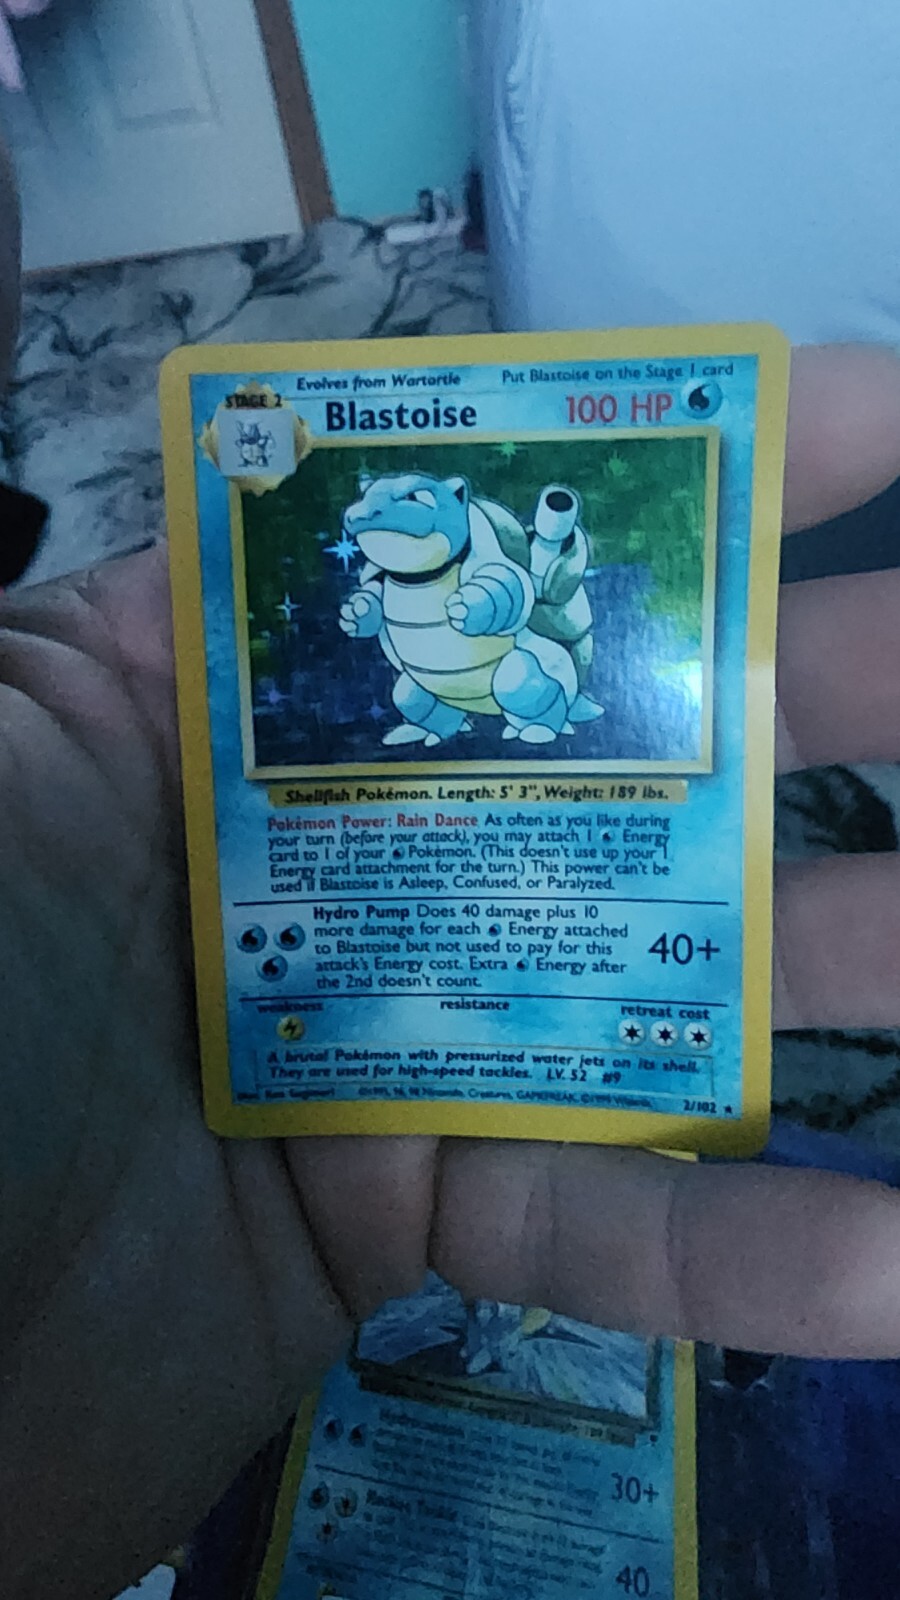 Evolves from Wartortle Put Blastoise on the Stage 1 card
STAGE 2
Blastoise 100 HP
Shellfish Pokémon. Length: 5' 3", Weight: 189 lbs.
Pokémon Power: Rain Dance As often as you like during
your turn (before your attack), you may attach 1 Energy
card to 1 of your Pokémon. (This doesn't use up your 1
Energy card attachment for the turn.) This power can't be
used if Blastoise is Asleep, Confused, or Paralyzed.
Hydro Pump Does 40 damage plus 10
more damage for each Energy attached
to Blastoise but not used to pay for this
attack's Energy cost. Extra Energy after
the 2nd doesn't count.
40+
weakness resistance retreat cost
A brutal Pokémon with pressurized water jets on its shell.
They are used for high-speed tackles. LV. 52 #9
Nintendo, Creatures, GAMEFREAK.
2/102
30+
Rocket Tackle
40